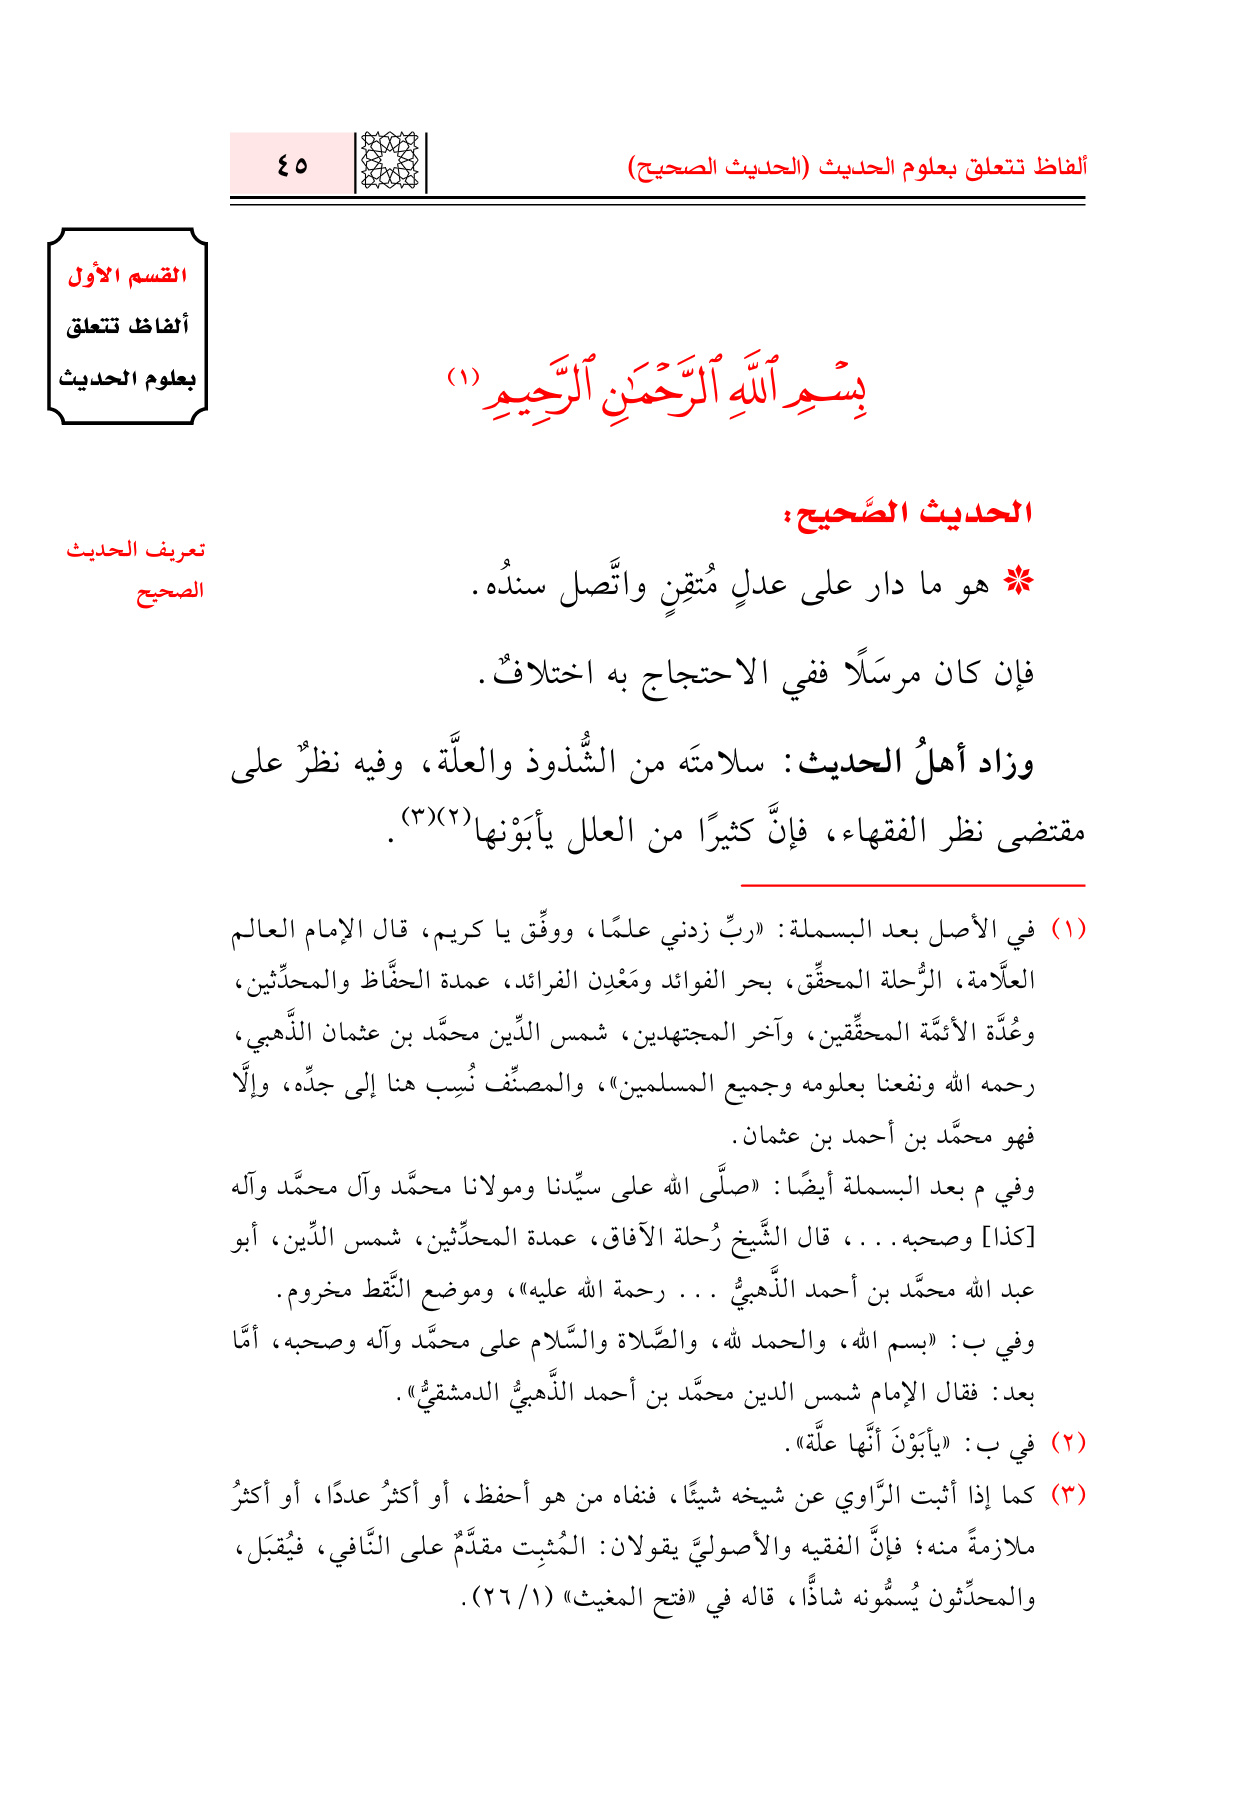 ألفاظ تتعلق بعلوم الحديث (الحديث الصحيح)
٤٥
القسم الأول
ألفاظ تتعلق
بعلوم الحديث
بِسْمِ ٱللَّهِ ٱلرَّحْمَٰنِ ٱلرَّحِيمِ (١)
الحديث الصَّحيح:
تعريف الحديث
الصحيح
❋ هو ما دار على عدلٍ مُتقِنٍ واتَّصل سندُه.
فإن كان مرسَلًا ففي الاحتجاج به اختلافٌ.
وزاد أهلُ الحديث: سلامتَه من الشُّذوذ والعلَّة، وفيه نظرٌ على
مقتضى نظر الفقهاء، فإنَّ كثيرًا من العلل يأبَوْنها(٢)(٣).
(١) في الأصل بعد البسملة: «ربِّ زدني علمًا، ووفِّق يا كريم، قال الإمام العالم
العلَّامة، الرُّحلة المحقِّق، بحر الفوائد ومَعْدِن الفرائد، عمدة الحفَّاظ والمحدِّثين،
وعُدَّة الأئمَّة المحقِّقين، وآخر المجتهدين، شمس الدِّين محمَّد بن عثمان الذَّهبي،
رحمه الله ونفعنا بعلومه وجميع المسلمين»، والمصنِّف نُسِب هنا إلى جدِّه، وإلَّا
فهو محمَّد بن أحمد بن عثمان.
وفي م بعد البسملة أيضًا: «صلَّى الله على سيِّدنا ومولانا محمَّد وآل محمَّد وآله
[كذا] وصحبه...، قال الشَّيخ رُحلة الآفاق، عمدة المحدِّثين، شمس الدِّين، أبو
عبد الله محمَّد بن أحمد الذَّهبيُّ ... رحمة الله عليه»، وموضع النَّقط مخروم.
وفي ب: «بسم الله، والحمد لله، والصَّلاة والسَّلام على محمَّد وآله وصحبه، أمَّا
بعد: فقال الإمام شمس الدين محمَّد بن أحمد الذَّهبيُّ الدمشقيُّ».
(٢) في ب: «يأبَوْنَ أنَّها علَّة».
(٣) كما إذا أثبت الرَّاوي عن شيخه شيئًا، فنفاه من هو أحفظ، أو أكثرُ عددًا، أو أكثرُ
ملازمةً منه؛ فإنَّ الفقيه والأصوليَّ يقولان: المُثبِت مقدَّمٌ على النَّافي، فيُقبَل،
والمحدِّثون يُسمُّونه شاذًّا، قاله في «فتح المغيث» (٢٦/١).